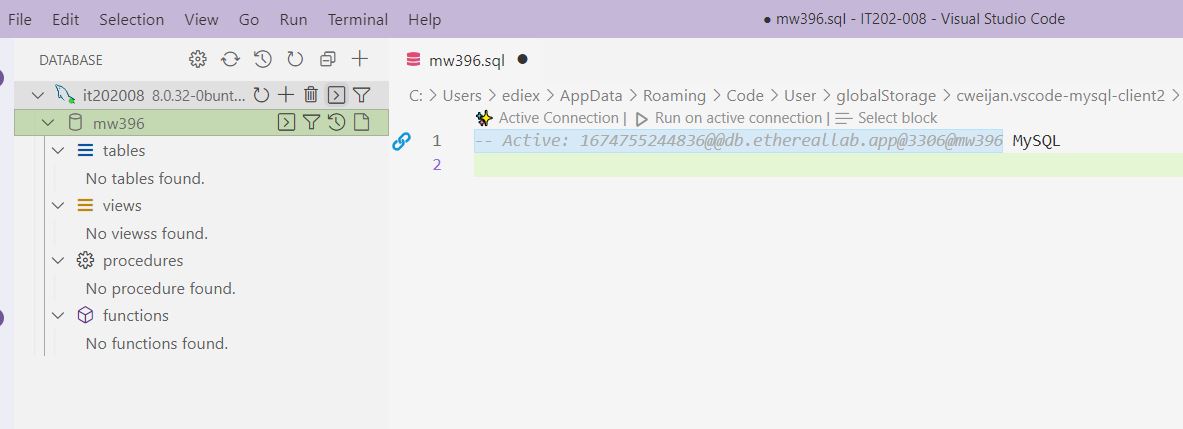 File Edit Selection View Go Run Terminal Help ● mw396.sql - IT202-008 - Visual Studio Code
DATABASE
mw396.sql ●
it202008 8.0.32-0bunt...
C: > Users > ediex > AppData > Roaming > Code > User > globalStorage > cweijan.vscode-mysql-client2 >
Active Connection | Run on active connection | Select block
mw396
1 -- Active: 1674755244836@@db.ethereallab.app@3306@mw396 MySQL
tables
2
No tables found.
views
No viewss found.
procedures
No procedure found.
functions
No functions found.